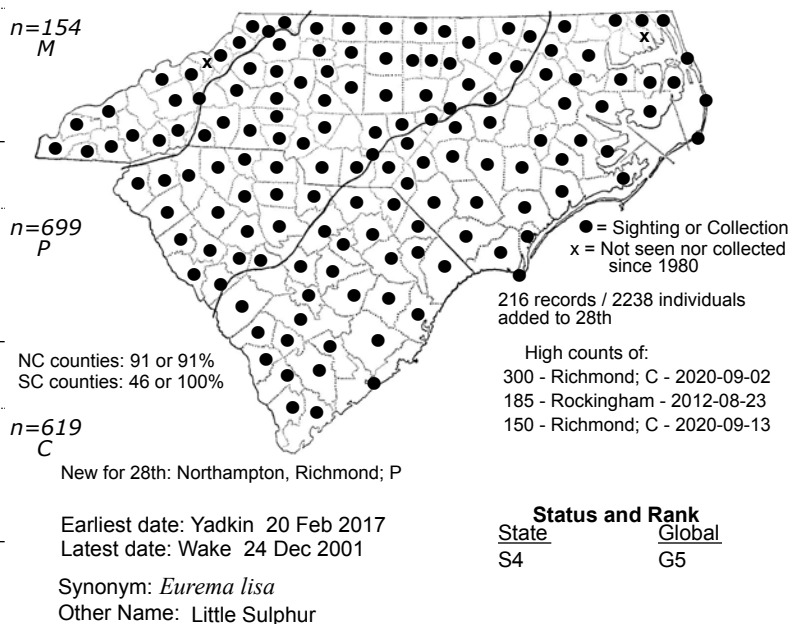 n=154
M
n=699
P
n=619
C
x
x
● = Sighting or Collection
x = Not seen nor collected
since 1980
216 records / 2238 individuals
added to 28th
High counts of:
300 - Richmond; C - 2020-09-02
185 - Rockingham - 2012-08-23
150 - Richmond; C - 2020-09-13
NC counties: 91 or 91%
SC counties: 46 or 100%
New for 28th: Northampton, Richmond; P
Earliest date: Yadkin 20 Feb 2017
Latest date: Wake 24 Dec 2001
Status and Rank
State Global
S4 G5
Synonym: Eurema lisa
Other Name: Little Sulphur